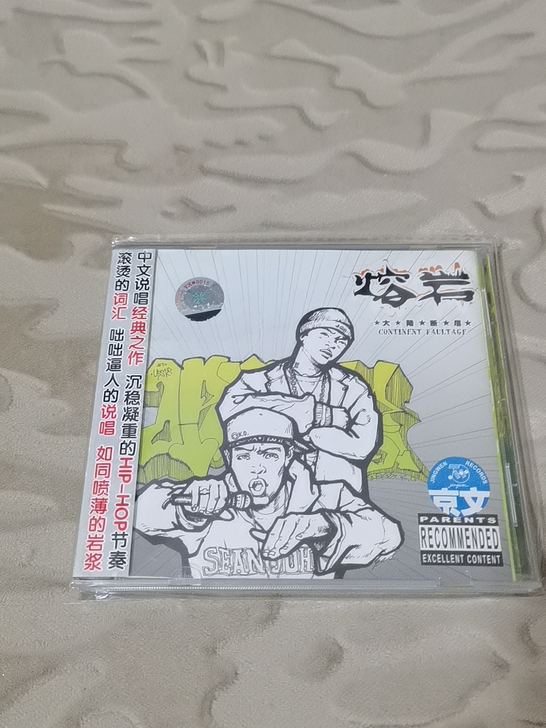 中文说唱经典之作 沉稳凝重的HIP-HOP节奏
滚烫的词汇 咄咄逼人的说唱 如同喷薄的岩浆
熔岩
★大★陆★断★层★
CONTINENT FAULTAGE
JINGWEN RECORDS
京文
PARENTS
RECOMMENDED
EXCELLENT CONTENT
SEAN JOHN